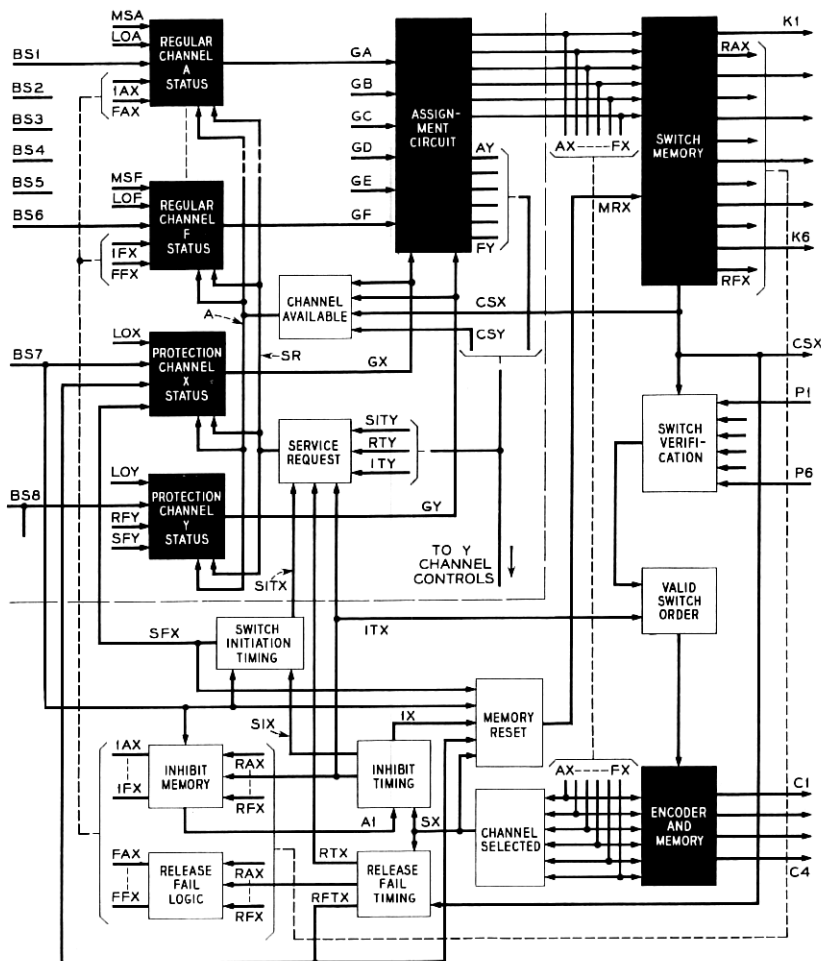 MSA
LOA
BS1
1AX
FAX
REGULAR
CHANNEL
A
STATUS
GA
BS2
GB
BS3
GC
BS4
GD
BS5
GE
BS6
MSF
LOF
1FX
FFX
REGULAR
CHANNEL
F
STATUS
GF
ASSIGN-
MENT
CIRCUIT
AY
FY
AX
FX
MRX
SWITCH
MEMORY
K1
RAX
K6
RFX
A
SR
CHANNEL
AVAILABLE
CSX
CSY
CSX
BS7
LOX
PROTECTION
CHANNEL
X
STATUS
GX
BS8
LOY
RFY
SFY
PROTECTION
CHANNEL
Y
STATUS
GY
SERVICE
REQUEST
SITY
RTY
ITY
SWITCH
VERIFI-
CATION
P1
P6
SITX
TO Y
CHANNEL
CONTROLS
VALID
SWITCH
ORDER
SFX
SWITCH
INITIATION
TIMING
ITX
SIX
IX
MEMORY
RESET
1AX
1FX
INHIBIT
MEMORY
RAX
RFX
INHIBIT
TIMING
A1
SX
AX
FX
CHANNEL
SELECTED
ENCODER
AND
MEMORY
C1
C4
FAX
FFX
RELEASE
FAIL
LOGIC
RAX
RFX
RTX
RFTX
RELEASE
FAIL
TIMING